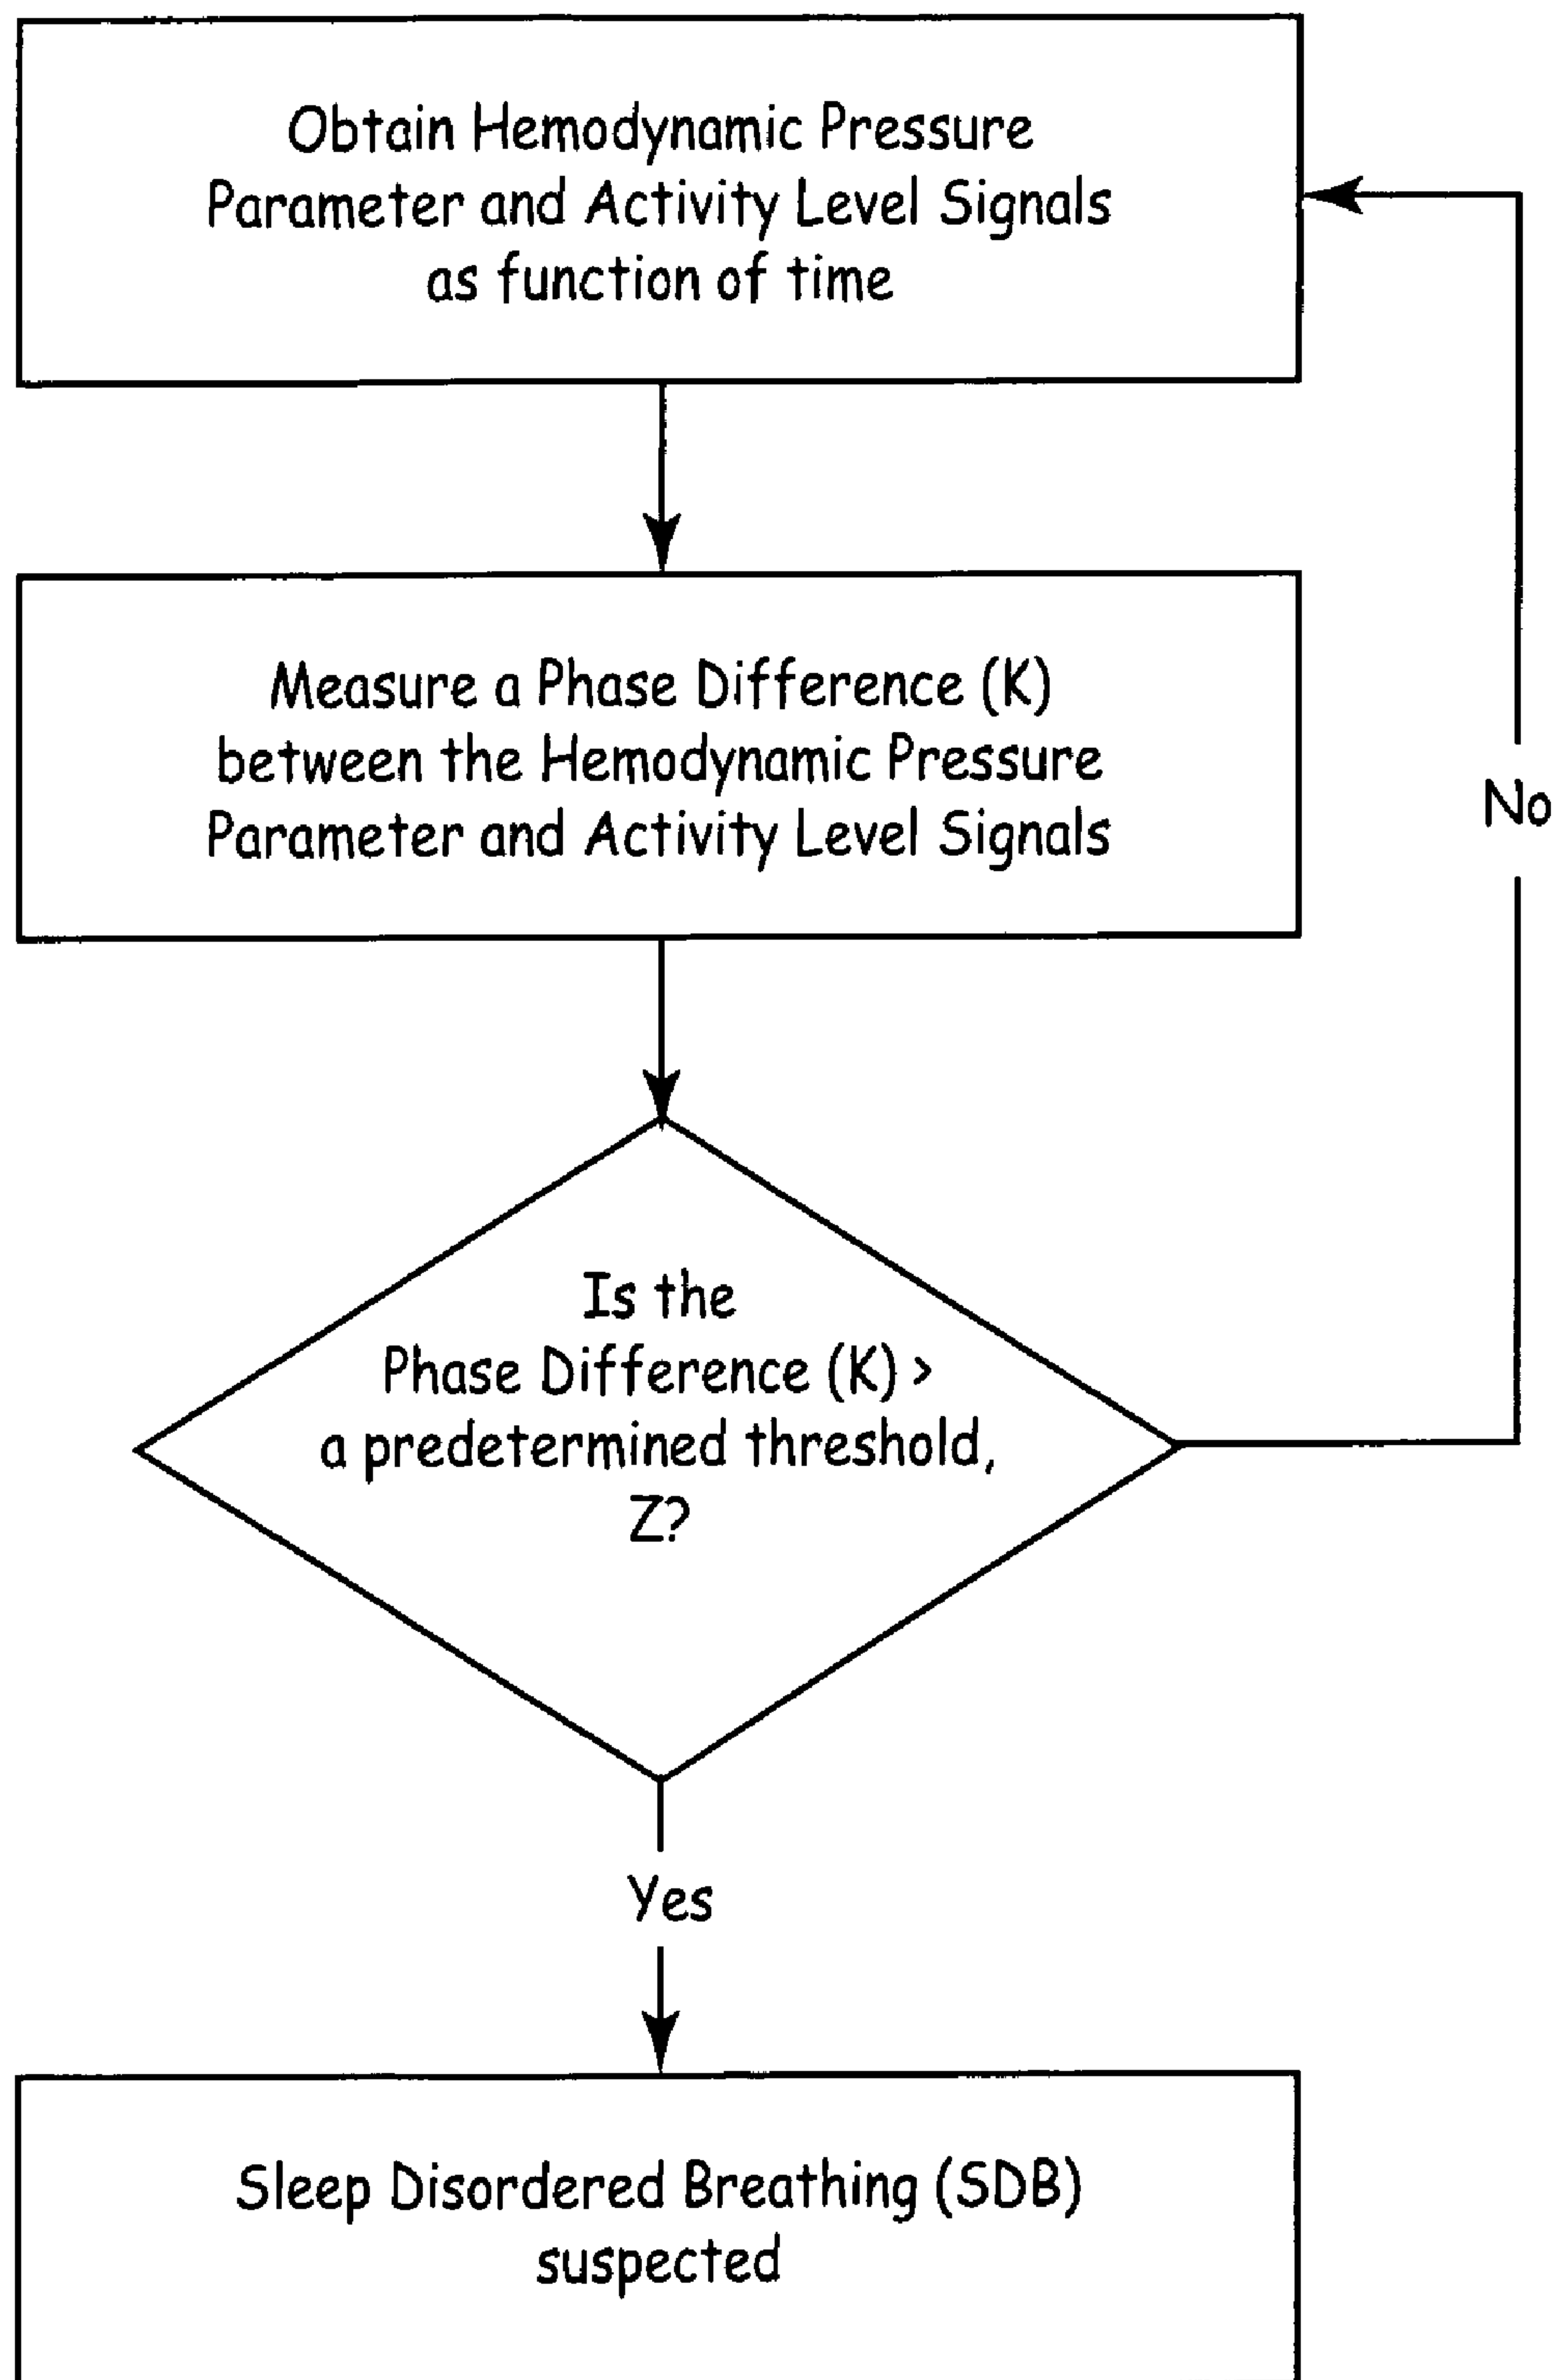 Obtain Hemodynamic Pressure
Parameter and Activity Level Signals
as function of time
Measure a Phase Difference (K)
between the Hemodynamic Pressure
Parameter and Activity Level Signals
No
Is the
Phase Difference (K) >
a predetermined threshold,
Z?
Yes
Sleep Disordered Breathing (SDB)
suspected